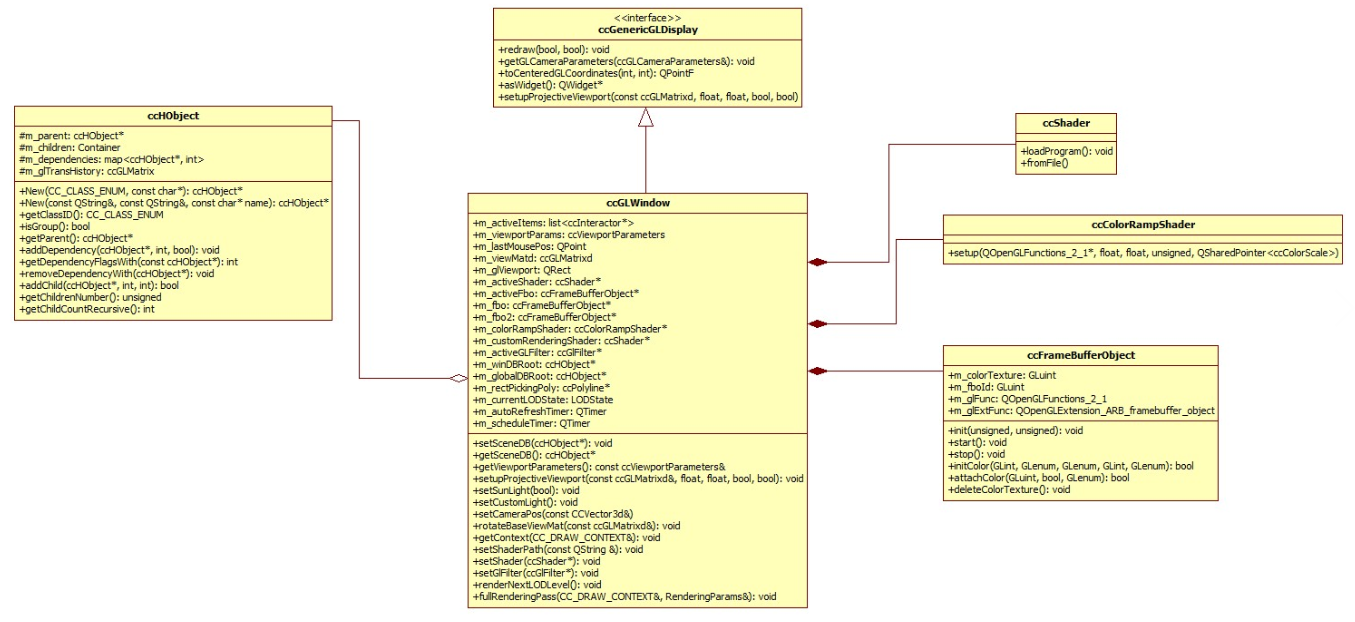 <<interface>>
ccGenericGLDisplay
+redraw(bool, bool): void
+getGLCameraParameters(ccGLCameraParameters&): void
+toCenteredGLCoordinates(int, int): QPointF
+asWidget(): QWidget*
+setupProjectiveViewport(const ccGLMatrixd, float, float, bool, bool)
ccHObject
#m_parent: ccHObject*
#m_children: Container
#m_dependencies: map<ccHObject*, int>
#m_glTransHistory: ccGLMatrix
+New(CC_CLASS_ENUM, const char*): ccHObject*
+New(const QString&, const QString&, const char* name): ccHObject*
+getClassID(): CC_CLASS_ENUM
+isGroup(): bool
+getParent(): ccHObject*
+addDependency(ccHObject*, int, bool): void
+getDependencyFlagsWith(const ccHObject*): int
+removeDependencyWith(ccHObject*): void
+addChild(ccHObject*, int, int): bool
+getChildrenNumber(): unsigned
+getChildCountRecursive(): int
ccGLWindow
+m_activeItems: list<ccInteractor*>
+m_viewportParams: ccViewportParameters
+m_lastMousePos: QPoint
+m_viewMatd: ccGLMatrixd
+m_glViewport: QRect
+m_activeShader: ccShader*
+m_activeFbo: ccFrameBufferObject*
+m_fbo: ccFrameBufferObject*
+m_fbo2: ccFrameBufferObject*
+m_colorRampShader: ccColorRampShader*
+m_customRenderingShader: ccShader*
+m_activeGLFilter: ccGlFilter*
+m_winDBRoot: ccHObject*
+m_globalDBRoot: ccHObject*
+m_rectPickingPoly: ccPolyline*
+m_currentLODState: LODState
+m_autoRefreshTimer: QTimer
+m_scheduleTimer: QTimer
+setSceneDB(ccHObject*): void
+getSceneDB(): ccHObject*
+getViewportParameters(): const ccViewportParameters&
+setupProjectiveViewport(const ccGLMatrixd&, float, float, bool, bool): void
+setSunLight(bool): void
+setCustomLight(): void
+setCameraPos(const CCVector3d&)
+rotateBaseViewMat(const ccGLMatrixd&): void
+getContext(CC_DRAW_CONTEXT&): void
+setShaderPath(const QString &): void
+setShader(ccShader*): void
+setGlFilter(ccGlFilter*): void
+renderNextLODLevel(): void
+fullRenderingPass(CC_DRAW_CONTEXT&, RenderingParams&): void
ccShader
+loadProgram(): void
+fromFile()
ccColorRampShader
+setup(QOpenGLFunctions_2_1*, float, float, unsigned, QSharedPointer<ccColorScale>)
ccFrameBufferObject
+m_colorTexture: GLuint
+m_fboId: GLuint
+m_glFunc: QOpenGLFunctions_2_1
+m_glExtFunc: QOpenGLExtension_ARB_framebuffer_object
+init(unsigned, unsigned): void
+start(): void
+stop(): void
+initColor(GLint, GLenum, GLenum, GLint, GLenum): bool
+attachColor(GLuint, bool, GLenum): bool
+deleteColorTexture(): void